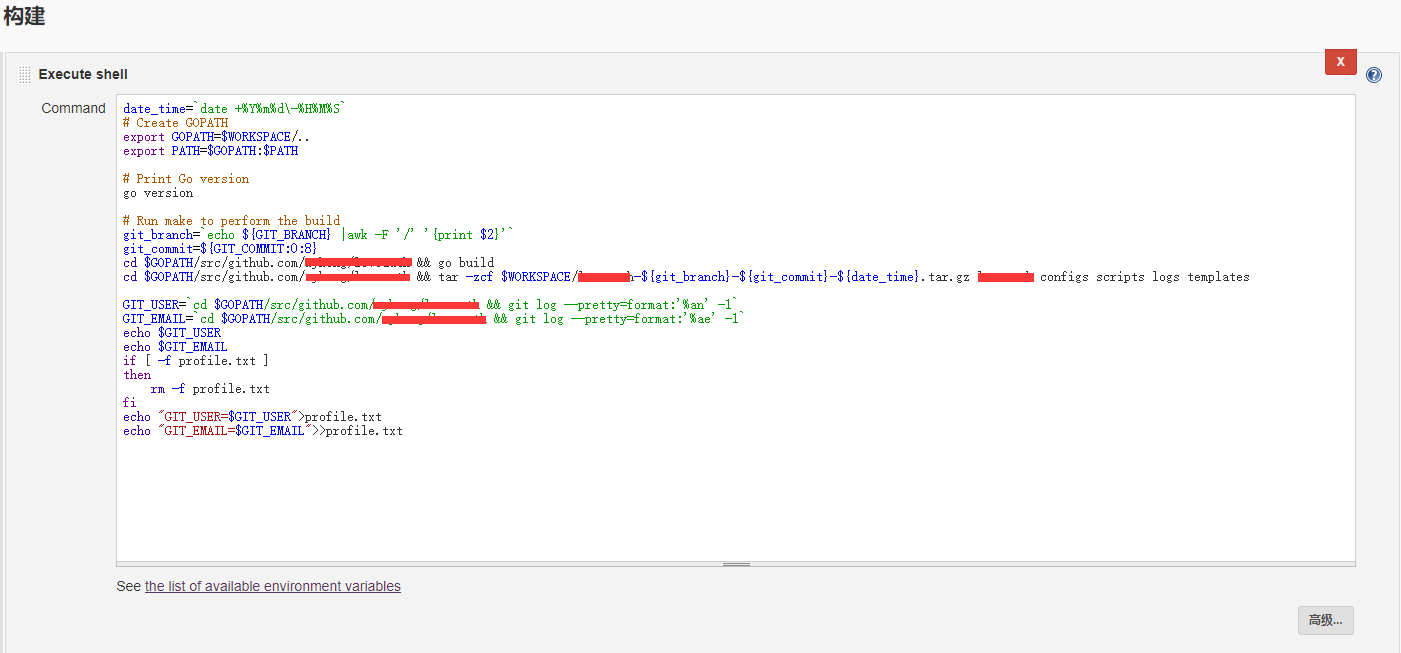 构建
Execute shell
X
?
Command
date_time=`date +%Y%m%d\-%H%M%S`
# Create GOPATH
export GOPATH=$WORKSPACE/..
export PATH=$GOPATH:$PATH
# Print Go version
go version
# Run make to perform the build
git_branch=`echo ${GIT_BRANCH} |awk -F '/' '{print $2}'`
git_commit=${GIT_COMMIT:0:8}
cd $GOPATH/src/github.com/ && go build
cd $GOPATH/src/github.com/ && tar -zcf $WORKSPACE/h-${git_branch}-${git_commit}-${date_time}.tar.gz configs scripts logs templates
GIT_USER=`cd $GOPATH/src/github.com/ && git log --pretty=format:'%an' -1`
GIT_EMAIL=`cd $GOPATH/src/github.com/ && git log --pretty=format:'%ae' -1`
echo $GIT_USER
echo $GIT_EMAIL
if [ -f profile.txt ]
then
    rm -f profile.txt
fi
echo "GIT_USER=$GIT_USER">profile.txt
echo "GIT_EMAIL=$GIT_EMAIL">>profile.txt
See the list of available environment variables
高级...